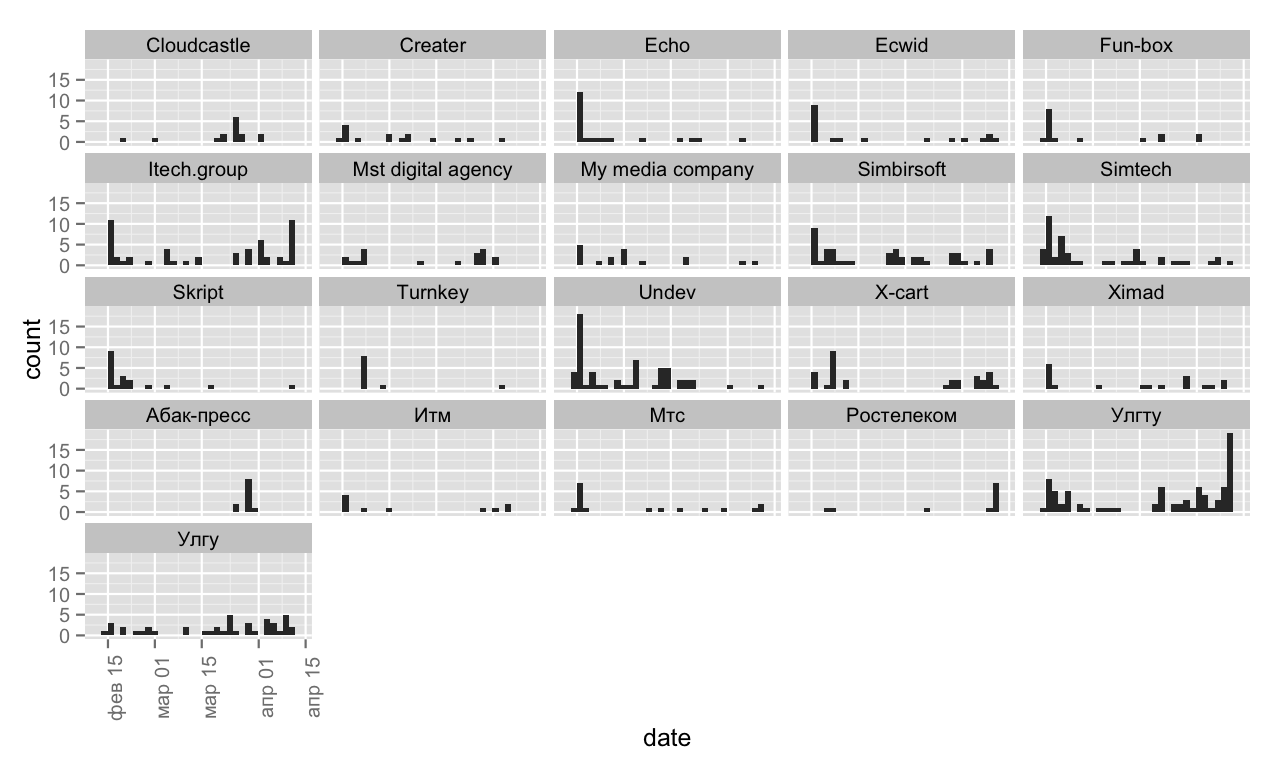 Cloudcastle Creater Echo Ecwid Fun-box
15
10
5
0
Itech.group Mst digital agency My media company Simbirsoft Simtech
15
10
5
0
Skript Turnkey Undev X-cart Ximad
15
10
5
0
count
Абак-пресс Итм Мтс Ростелеком Улгту
15
10
5
0
Улгу
15
10
5
0
фев 15 мар 01 мар 15 апр 01 апр 15
date